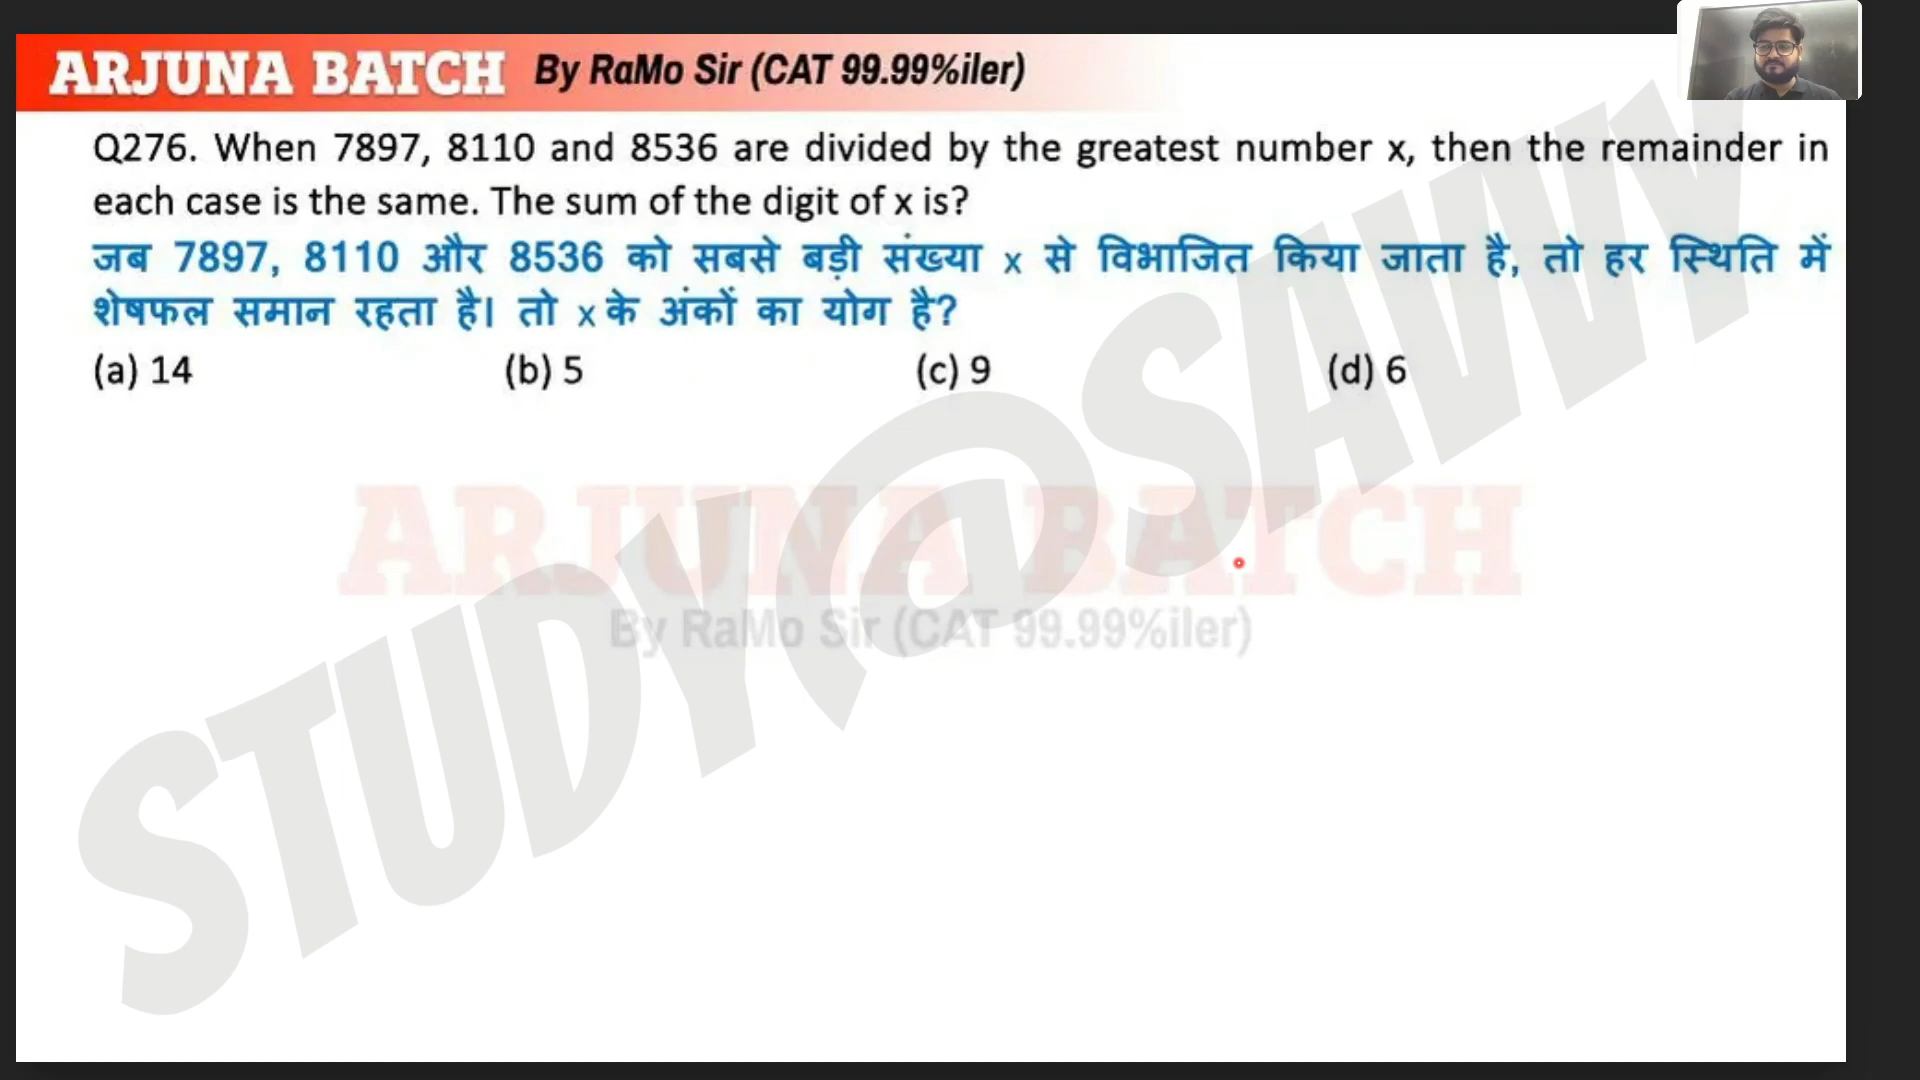 ARJUNA BATCH By RaMo Sir (CAT 99.99%iler)
Q276. When 7897, 8110 and 8536 are divided by the greatest number x, then the remainder in
each case is the same. The sum of the digit of x is?
जब 7897, 8110 और 8536 को सबसे बड़ी संख्या x से विभाजित किया जाता है, तो हर स्थिति में
शेषफल समान रहता है। तो x के अंकों का योग है?
(a) 14 (b) 5 (c) 9 (d) 6
ARJUNA BATCH
By RaMo Sir (CAT 99.99%iler)
STUDY@SAVVY